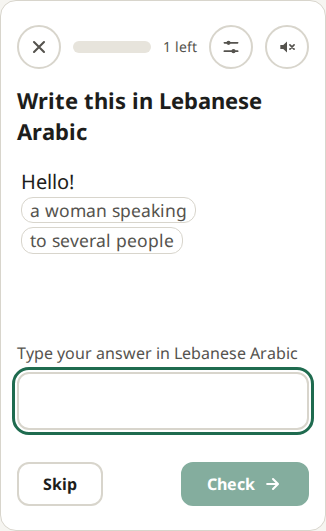 1 left
Write this in Lebanese
Arabic
Hello!
a woman speaking
to several people
Type your answer in Lebanese Arabic
Skip
Check